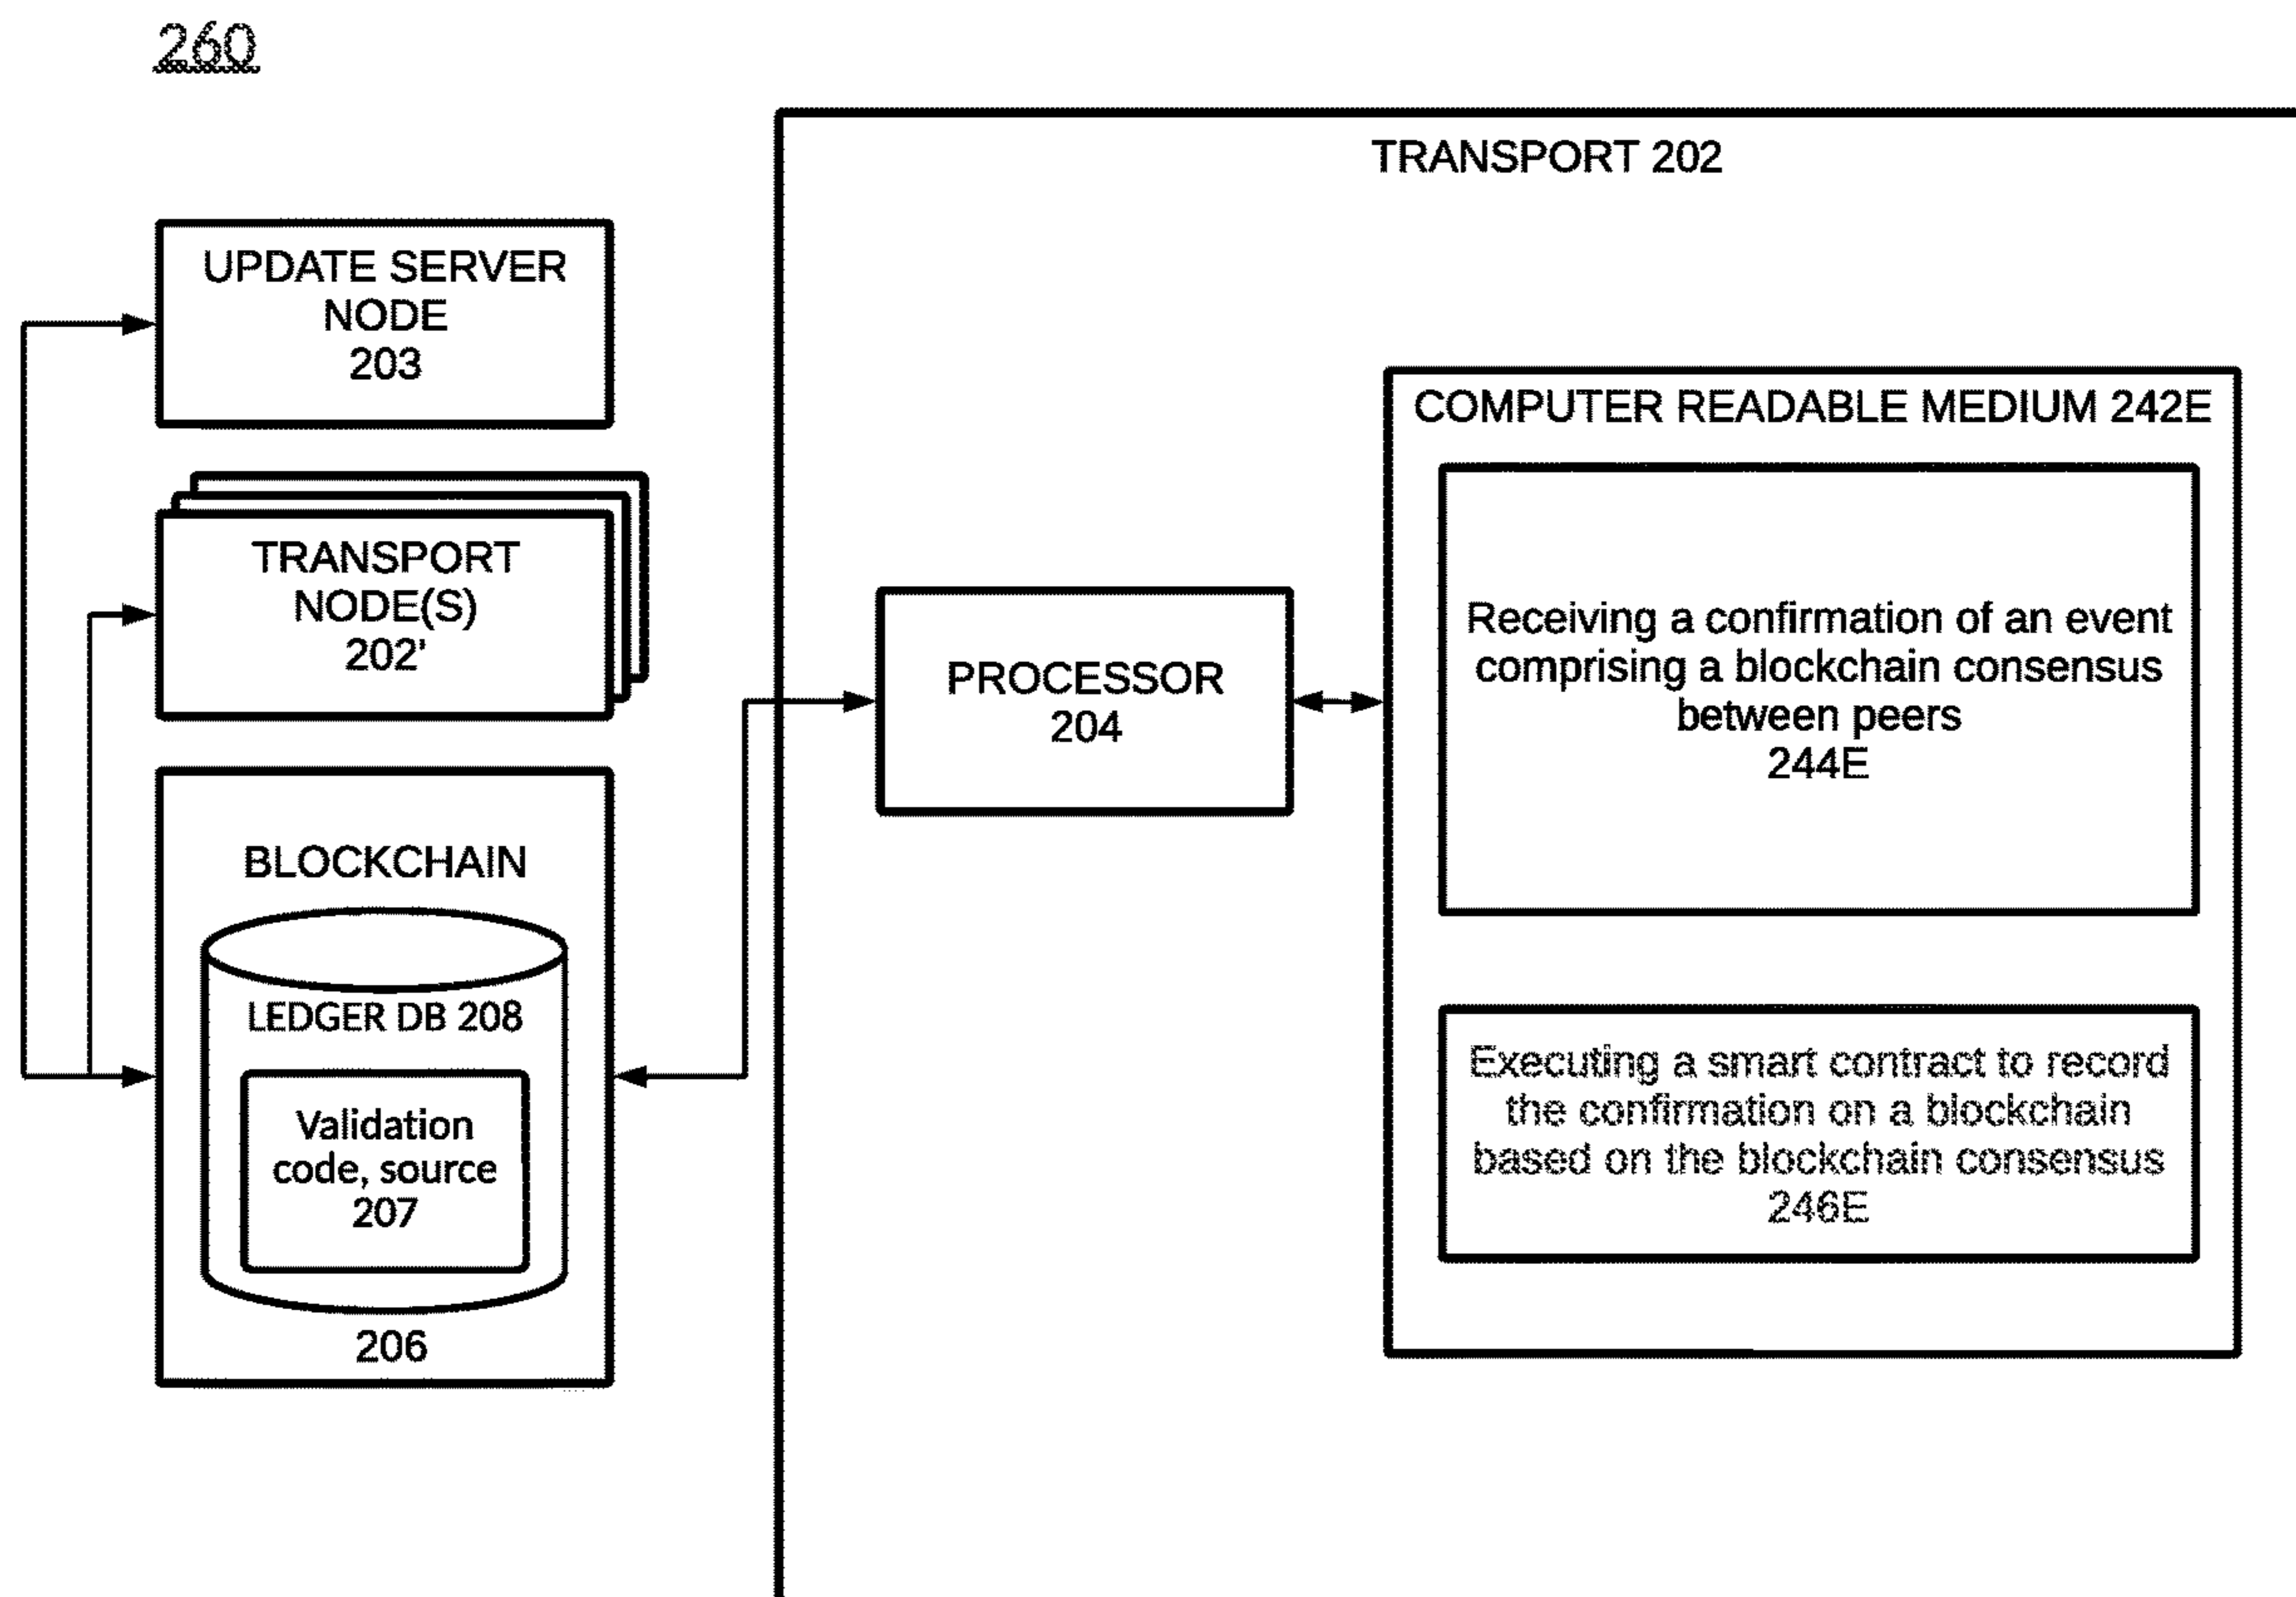 260
TRANSPORT 202
UPDATE SERVER
NODE
203
TRANSPORT
NODE(S)
202’
BLOCKCHAIN
LEDGER DB 208
Validation
code, source
207
206
PROCESSOR
204
COMPUTER READABLE MEDIUM 242E
Receiving a confirmation of an event
comprising a blockchain consensus
between peers
244E
Executing a smart contract to record
the confirmation on a blockchain
based on the blockchain consensus
246E